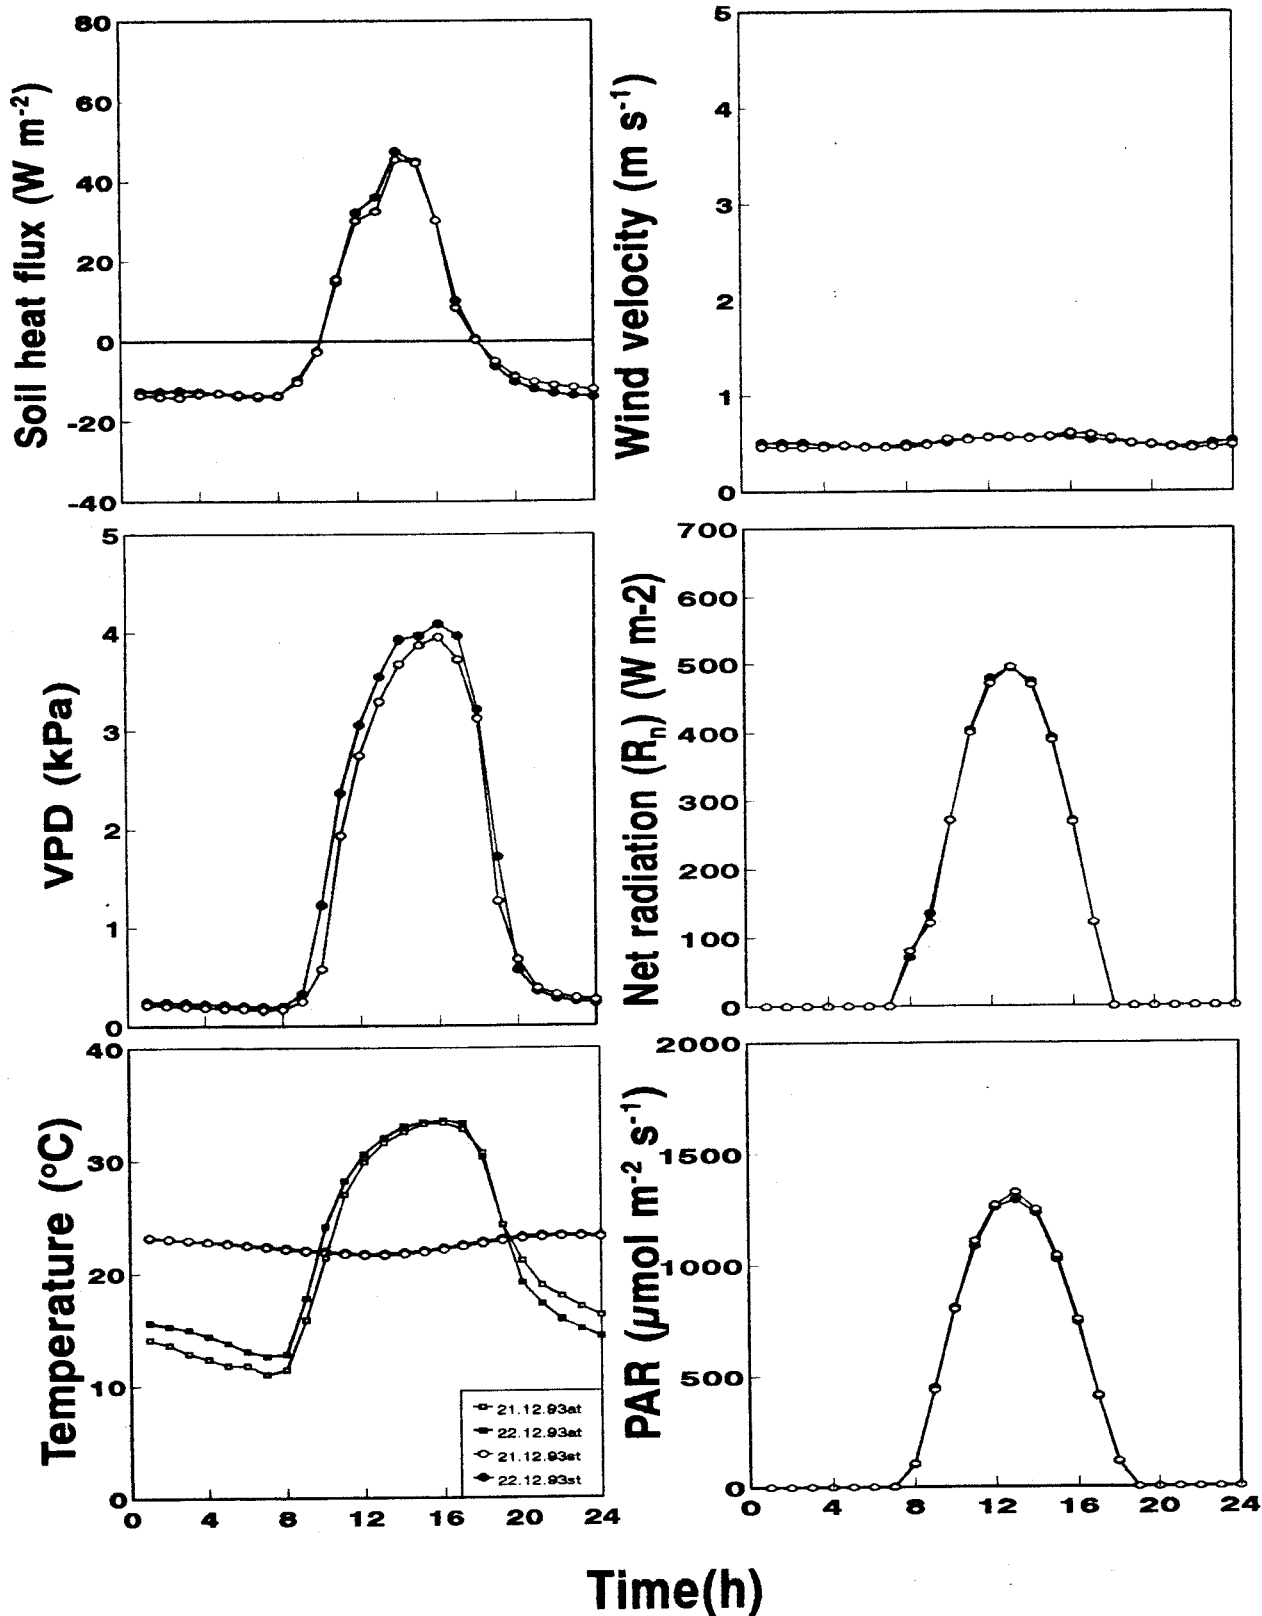 Soil heat flux (W m-2)
80
60
40
20
0
-20
-40
Wind velocity (m s-1)
5
4
3
2
1
0
VPD (kPa)
5
4
3
2
1
0
Net radiation (Rn) (W m-2)
700
600
500
400
300
200
100
0
Temperature (ºC)
40
30
20
10
0
0 4 8 12 16 20 24
21.12.93at
22.12.93at
21.12.93st
22.12.93st
PAR (µmol m-2 s-1)
2000
1500
1000
500
0
0 4 8 12 16 20 24
Time(h)